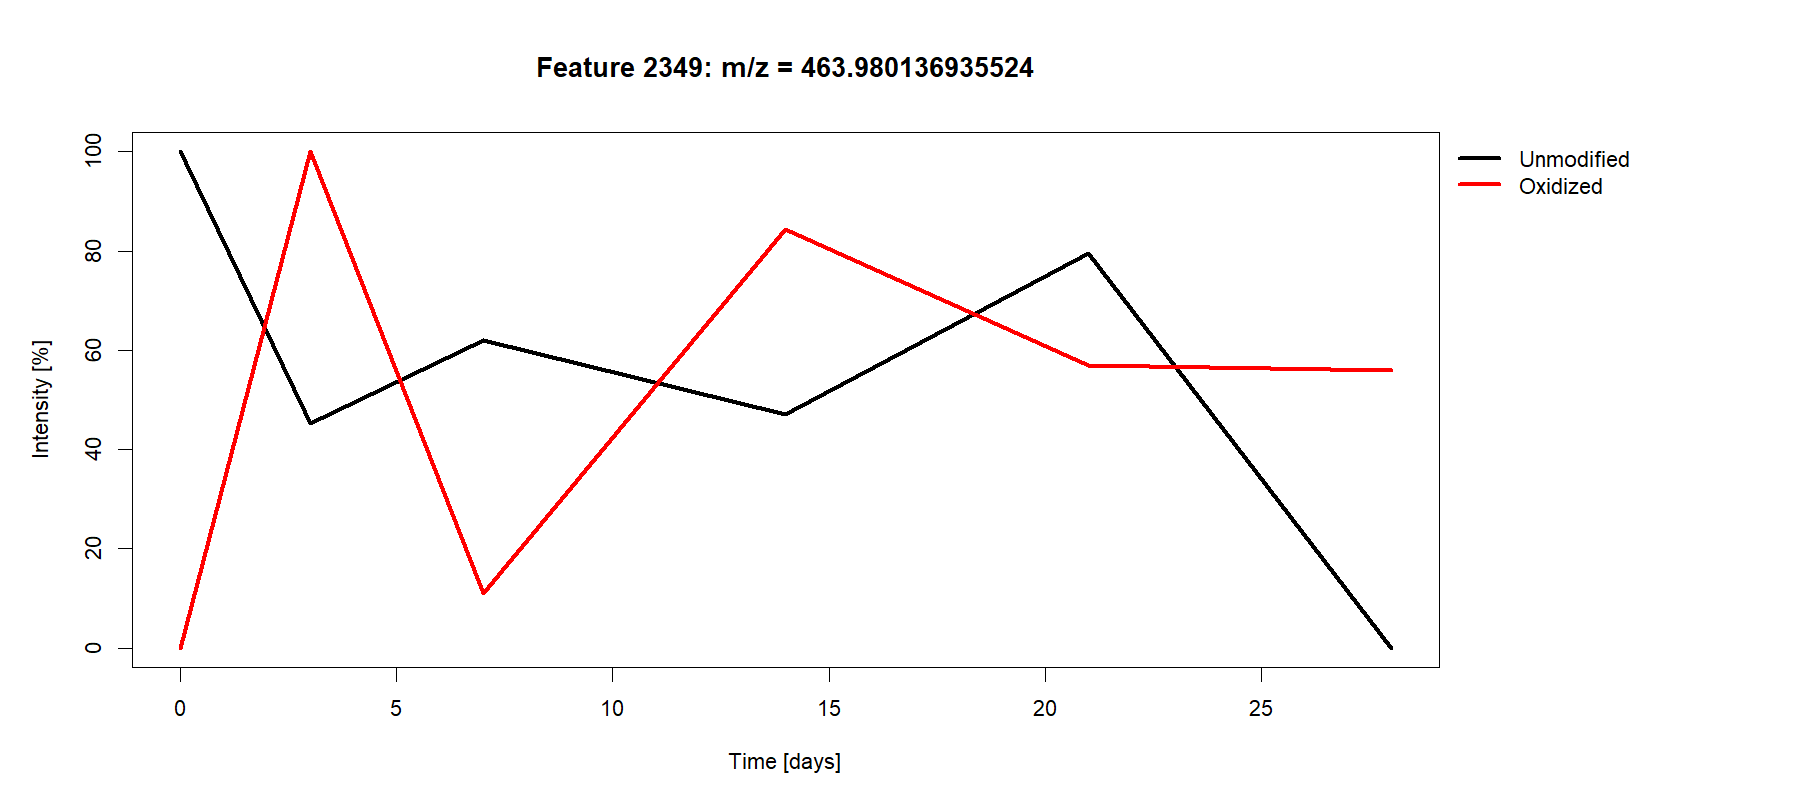 Feature 2349: m/z = 463.980136935524
Unmodified
Oxidized
Intensity [%]
100
80
60
40
20
0
0 5 10 15 20 25
Time [days]